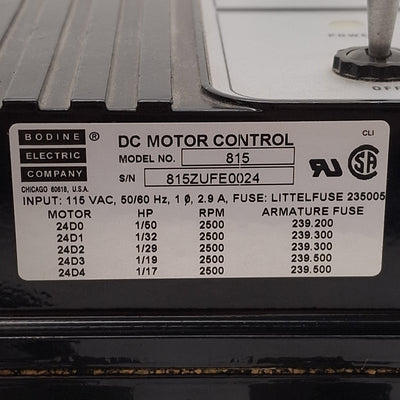 POWER
OFF
BODINE ®
ELECTRIC
COMPANY
CHICAGO 60618, U.S.A.
DC MOTOR CONTROL
CLI
MODEL NO. 815
S/N 815ZUFE0024
INPUT: 115 VAC, 50/60 Hz, 1 Ø, 2.9 A, FUSE: LITTELFUSE 235005
MOTOR HP RPM ARMATURE FUSE
24D0 1/50 2500 239.200
24D1 1/32 2500 239.300
24D2 1/29 2500 239.300
24D3 1/19 2500 239.500
24D4 1/17 2500 239.500